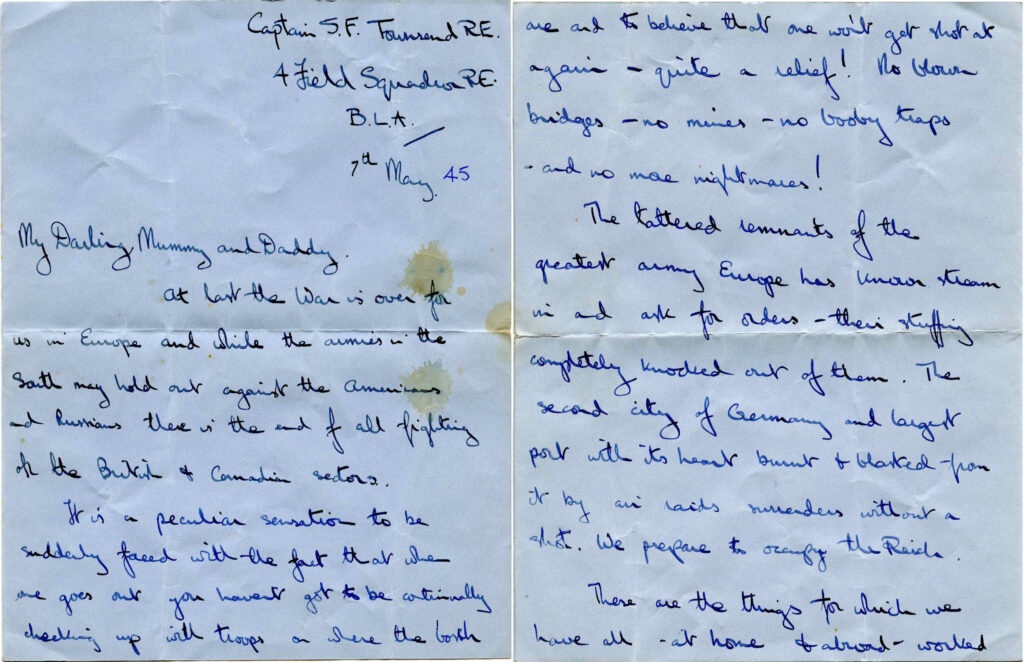 Captain S.F. Townsend R.E.
4 Field Squadron R.E.
B.L.A.
7th May. 45
My Darling Mummy and Daddy.
At last the War is over for
us in Europe and while the armies in the
South may hold out against the Americans
and Russians there is the end of all fighting
on the British & Canadian sectors.
It is a peculiar sensation to be
suddenly faced with the fact that when
one goes out you havent got to be continually
checking up with troops on where the bosch
are and to believe that one won't get shot at
again - quite a relief! No blown
bridges - no mines - no booby traps
- and no more nightmares!
The tattered remnants of the
greatest army Europe has known stream
in and ask for orders - their stuffing
completely knocked out of them. The
second city of Germany and largest
port with its heart burnt & blasted from
it by air raids surrenders without a
shot. We prepare to occupy the Reich.
These are the things for which we
have all - at home & abroad - worked